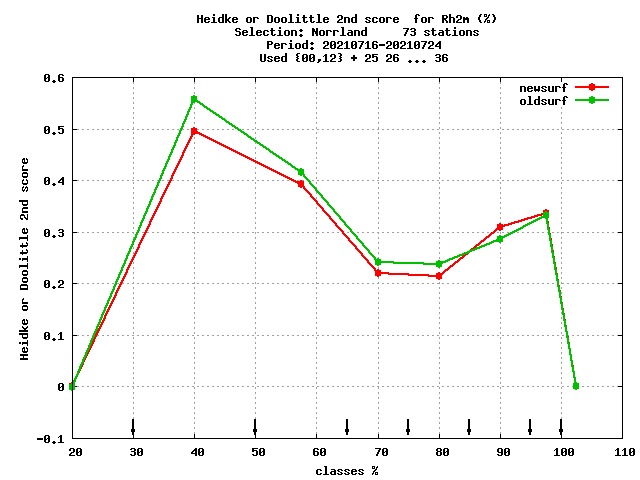 Heidke or Doolittle 2nd score  for Rh2m (%)
Selection: Norrland     73 stations
Period: 20210716-20210724
Used {00,12} + 25 26 ... 36
newsurf
oldsurf
0.6
0.5
0.4
0.3
0.2
0.1
0
-0.1
Heidke or Doolittle 2nd score
20 30 40 50 60 70 80 90 100 110
classes %